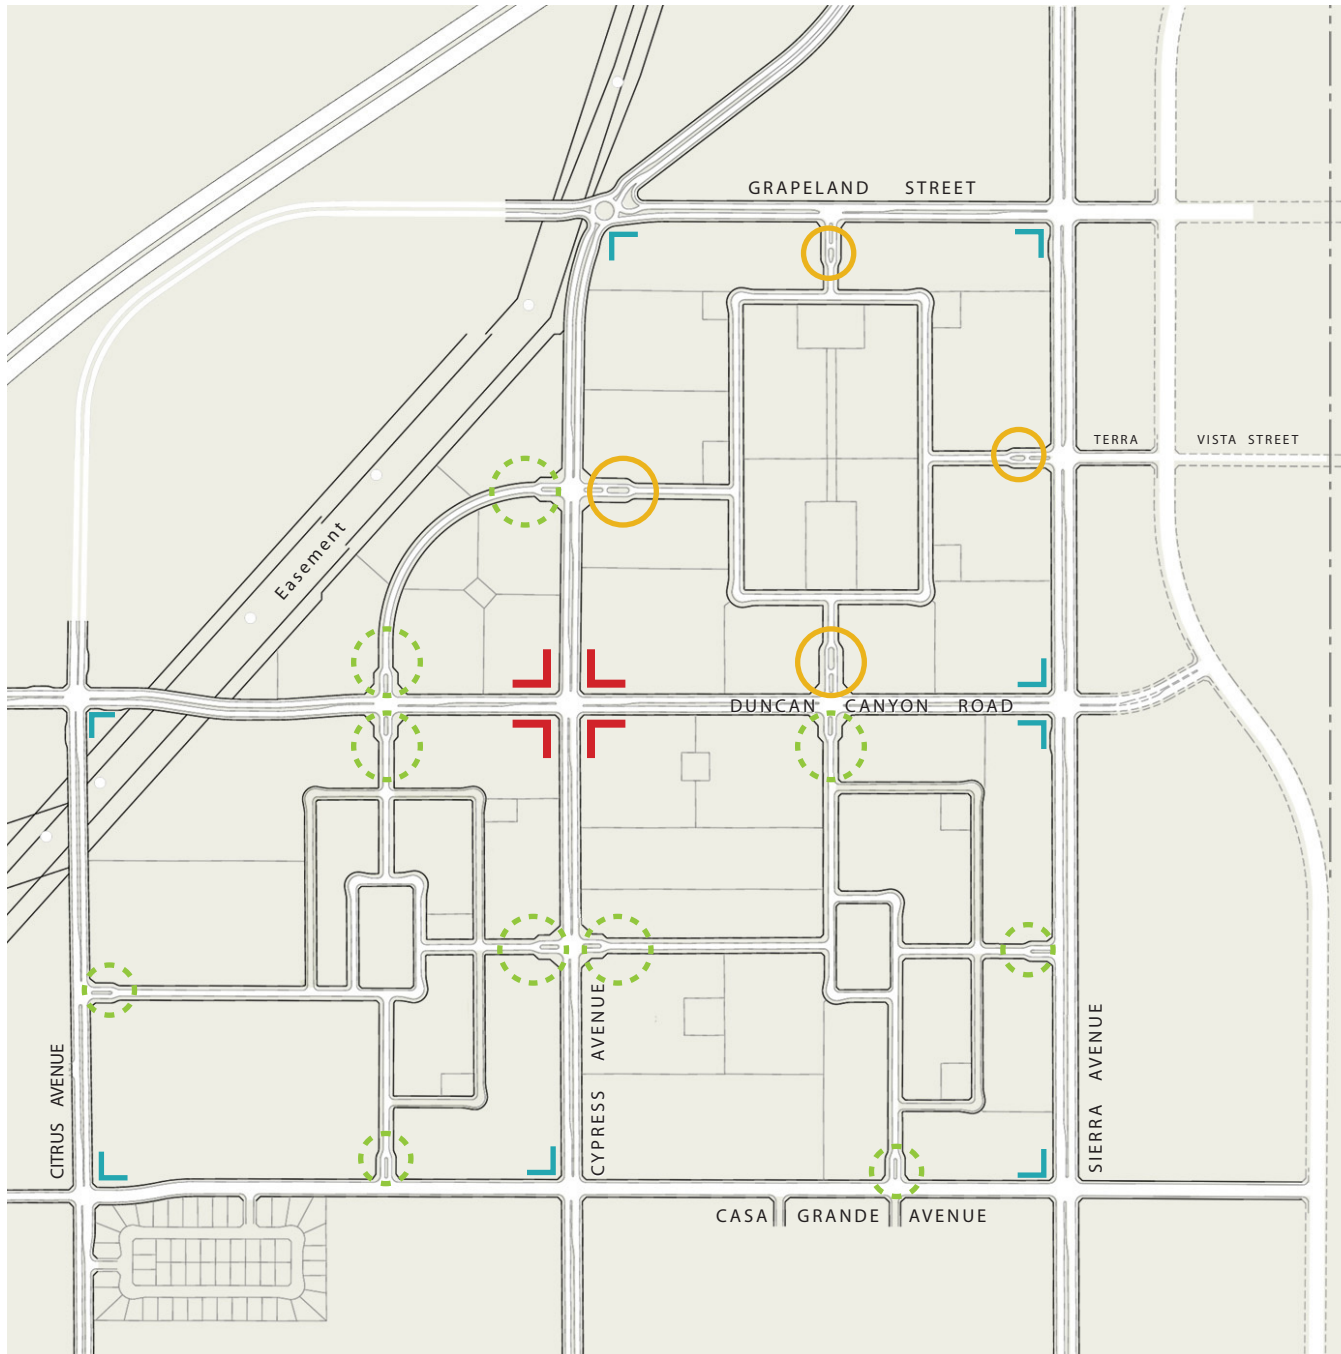 GRAPELAND STREET
TERRA VISTA STREET
Easement
DUNCAN CANYON ROAD
CITRUS AVENUE
CYPRESS AVENUE
SIERRA AVENUE
CASA GRANDE AVENUE